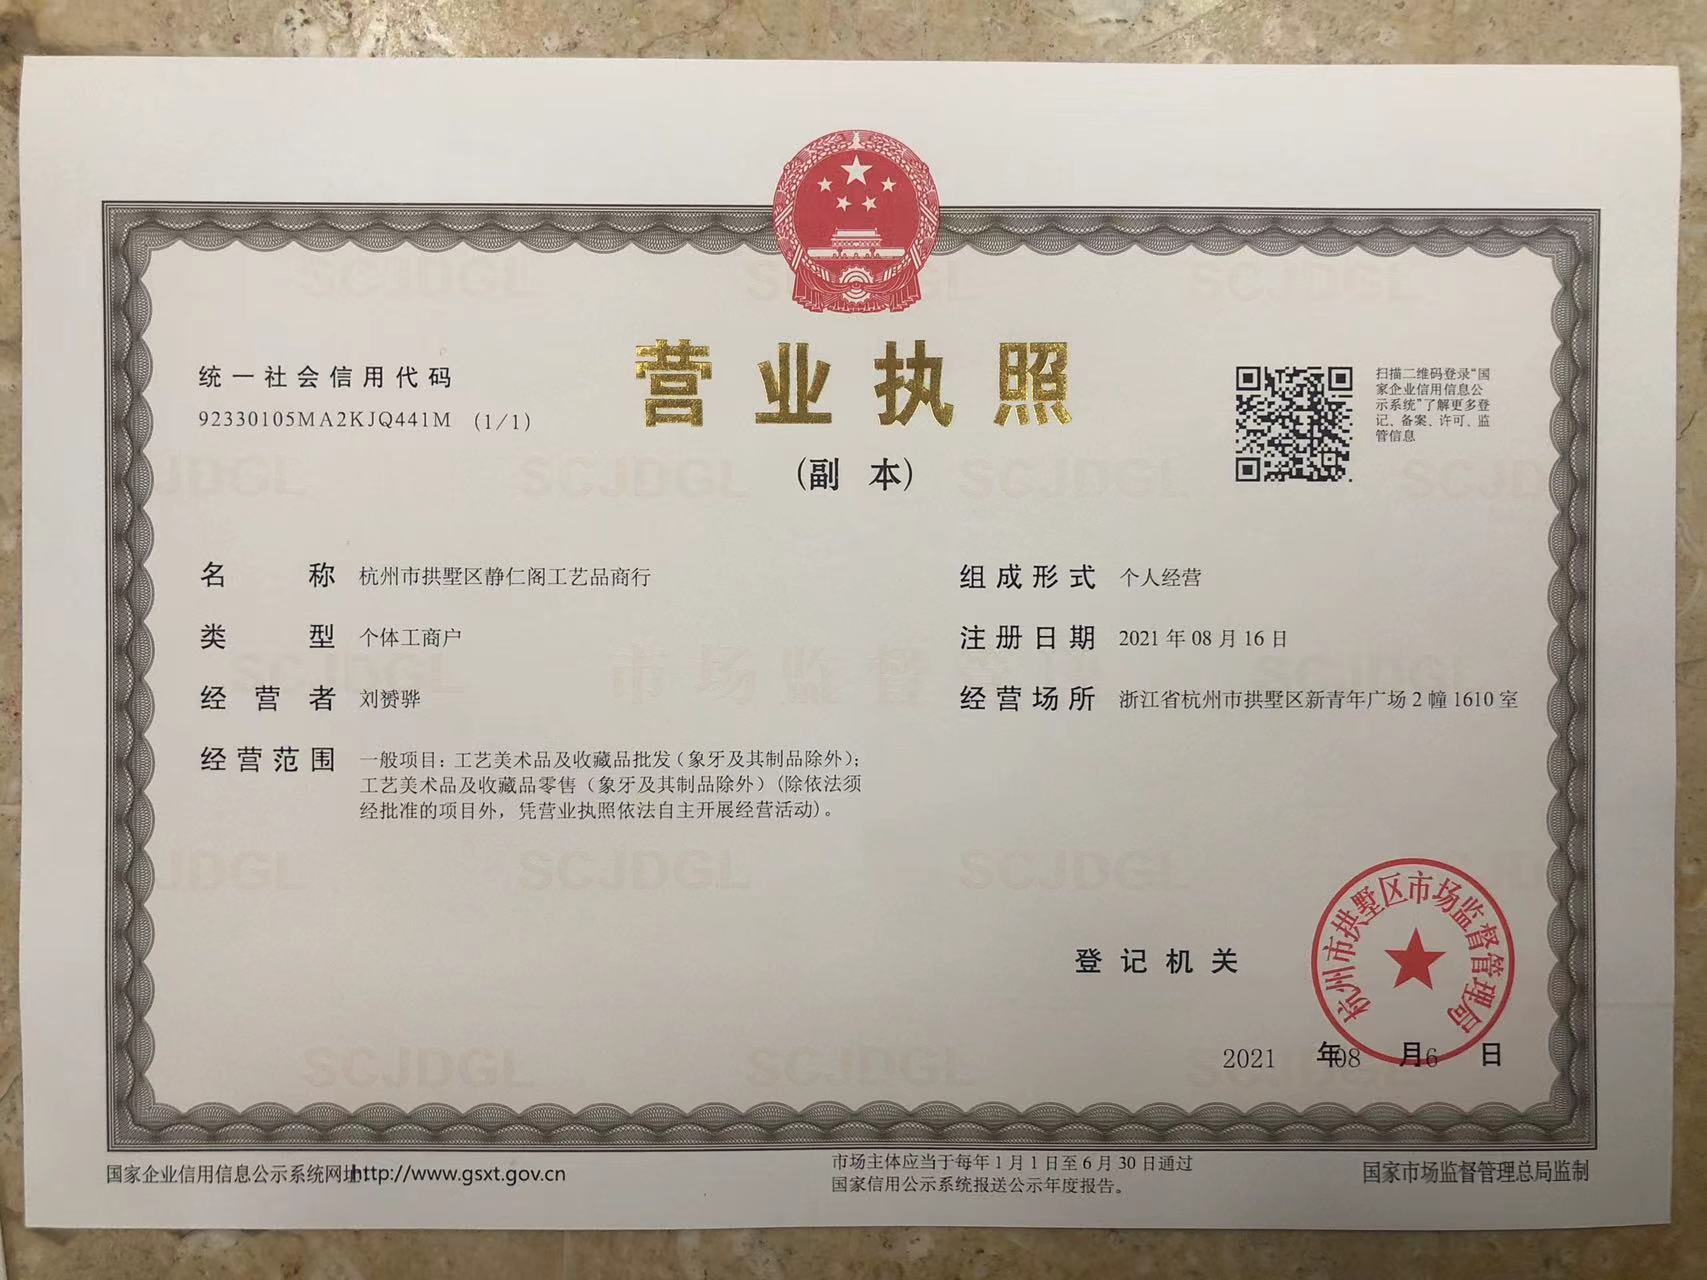 统一社会信用代码
92330105MA2KJQ441M (1/1)
营业执照
(副 本)
扫描二维码登录“国
家企业信用信息公
示系统”了解更多登
记、备案、许可、监
管信息
名 称 杭州市拱墅区静仁阁工艺品商行
类 型 个体工商户
经 营 者 刘赟骅
经营范围 一般项目：工艺美术品及收藏品批发（象牙及其制品除外）；
工艺美术品及收藏品零售（象牙及其制品除外）(除依法须
经批准的项目外，凭营业执照依法自主开展经营活动)。
组成形式 个人经营
注册日期 2021 年 08 月 16 日
经营场所 浙江省杭州市拱墅区新青年广场 2 幢 1610 室
登记机关
杭州市拱墅区市场监督管理局
2021 年08 月16 日
国家企业信用信息公示系统网址http://www.gsxt.gov.cn
市场主体应当于每年 1 月 1 日至 6 月 30 日通过
国家信用公示系统报送公示年度报告。
国家市场监督管理总局监制
SCJDGL
市场监督管理